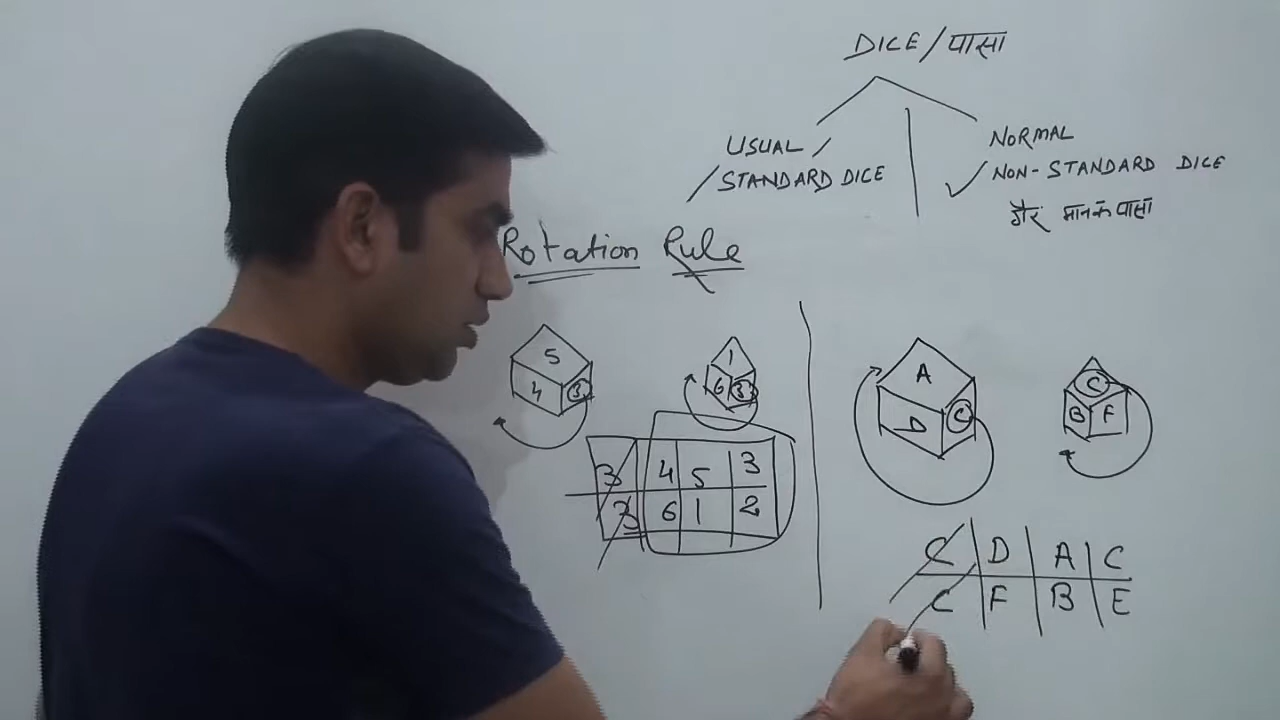 DICE/पासा
USUAL/
/STANDARD DICE
NORMAL
NON-STANDARD DICE
गैर मानक पासा
Rotation Rule
5
4 3
1
6 3
A
D C
C
B F
3 4 5 3
3 6 1 2
C D A C
C F B E